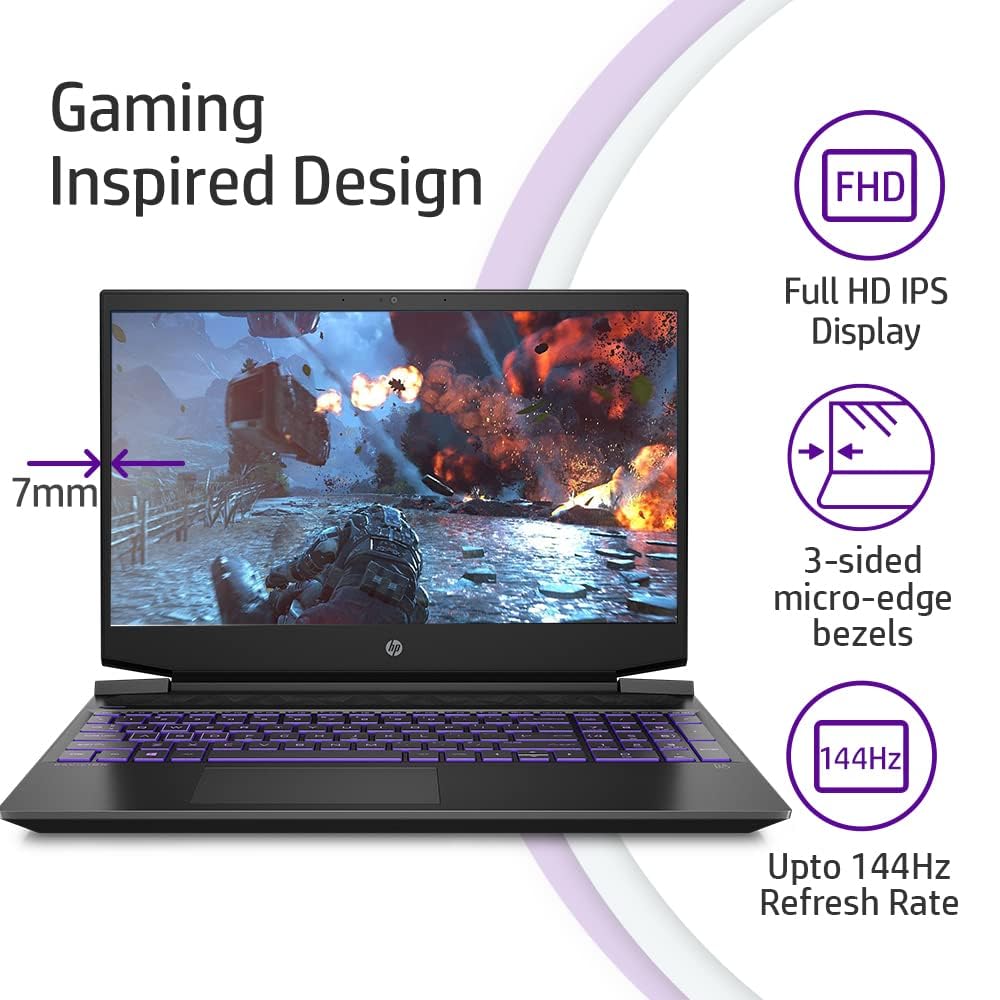 Gaming
Inspired Design
FHD
Full HD IPS
Display
7mm
3-sided
micro-edge
bezels
hp
144Hz
Upto 144Hz
Refresh Rate